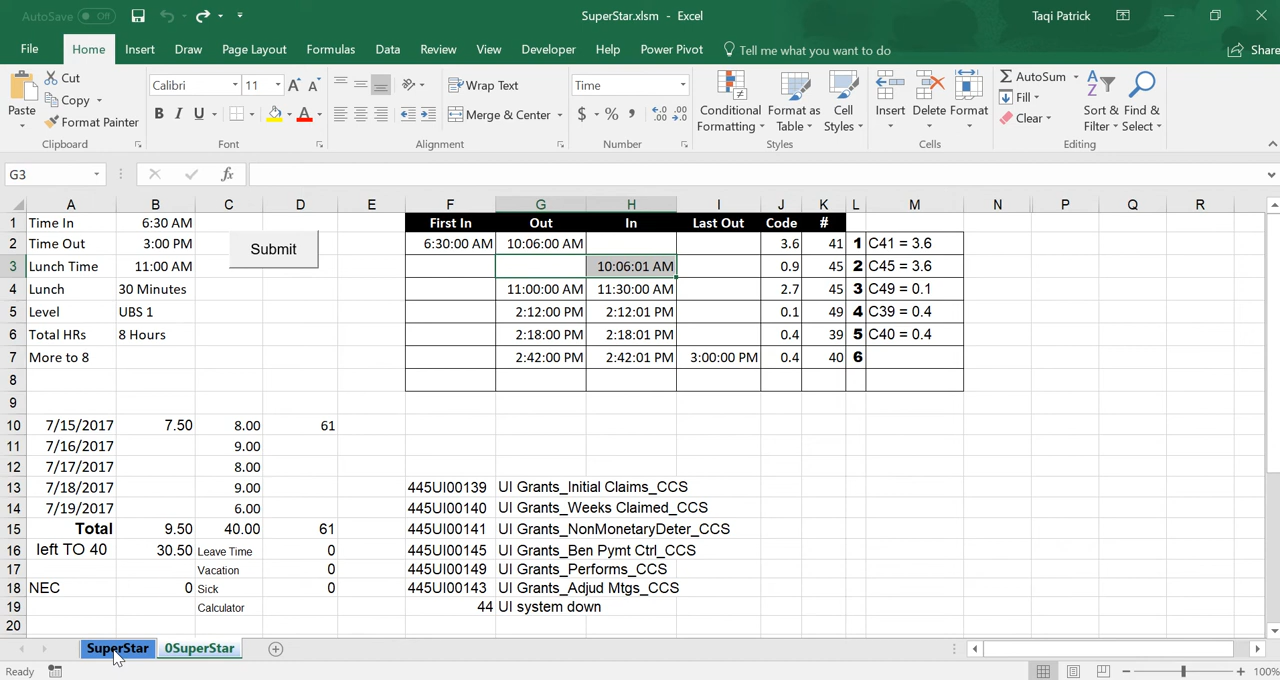 AutoSave Off SuperStar.xlsm - Excel Taqi Patrick
File Home Insert Draw Page Layout Formulas Data Review View Developer Help Power Pivot Tell me what you want to do Share
Paste Cut Copy Format Painter
Calibri 11 B I U
Wrap Text Merge & Center
Time $ % , .00
Conditional Formatting Format as Table Cell Styles
Insert Delete Format
AutoSum Fill Clear Sort & Filter Find & Select
Clipboard Font Alignment Number Styles Cells Editing
G3 fx
A B C D E F G H I J K L M N O P Q R
1 Time In 6:30 AM First In Out In Last Out Code #
2 Time Out 3:00 PM Submit 6:30:00 AM 10:06:00 AM 3.6 41 1 C41 = 3.6
3 Lunch Time 11:00 AM 10:06:01 AM 0.9 45 2 C45 = 3.6
4 Lunch 30 Minutes 11:00:00 AM 11:30:00 AM 2.7 45 3 C49 = 0.1
5 Level UBS 1 2:12:00 PM 2:12:01 PM 0.1 49 4 C39 = 0.4
6 Total HRs 8 Hours 2:18:00 PM 2:18:01 PM 0.4 39 5 C40 = 0.4
7 More to 8 2:42:00 PM 2:42:01 PM 3:00:00 PM 0.4 40 6
8
9
10 7/15/2017 7.50 8.00 61
11 7/16/2017 9.00
12 7/17/2017 8.00
13 7/18/2017 9.00 445UI00139 UI Grants_Initial Claims_CCS
14 7/19/2017 6.00 445UI00140 UI Grants_Weeks Claimed_CCS
15 Total 9.50 40.00 61 445UI00141 UI Grants_NonMonetaryDeter_CCS
16 left TO 40 30.50 Leave Time 0 445UI00145 UI Grants_Ben Pymt Ctrl_CCS
17 Vacation 0 445UI00149 UI Grants_Performs_CCS
18 NEC 0 Sick 0 445UI00143 UI Grants_Adjud Mtgs_CCS
19 Calculator 44 UI system down
20
SuperStar 0SuperStar
Ready 100%